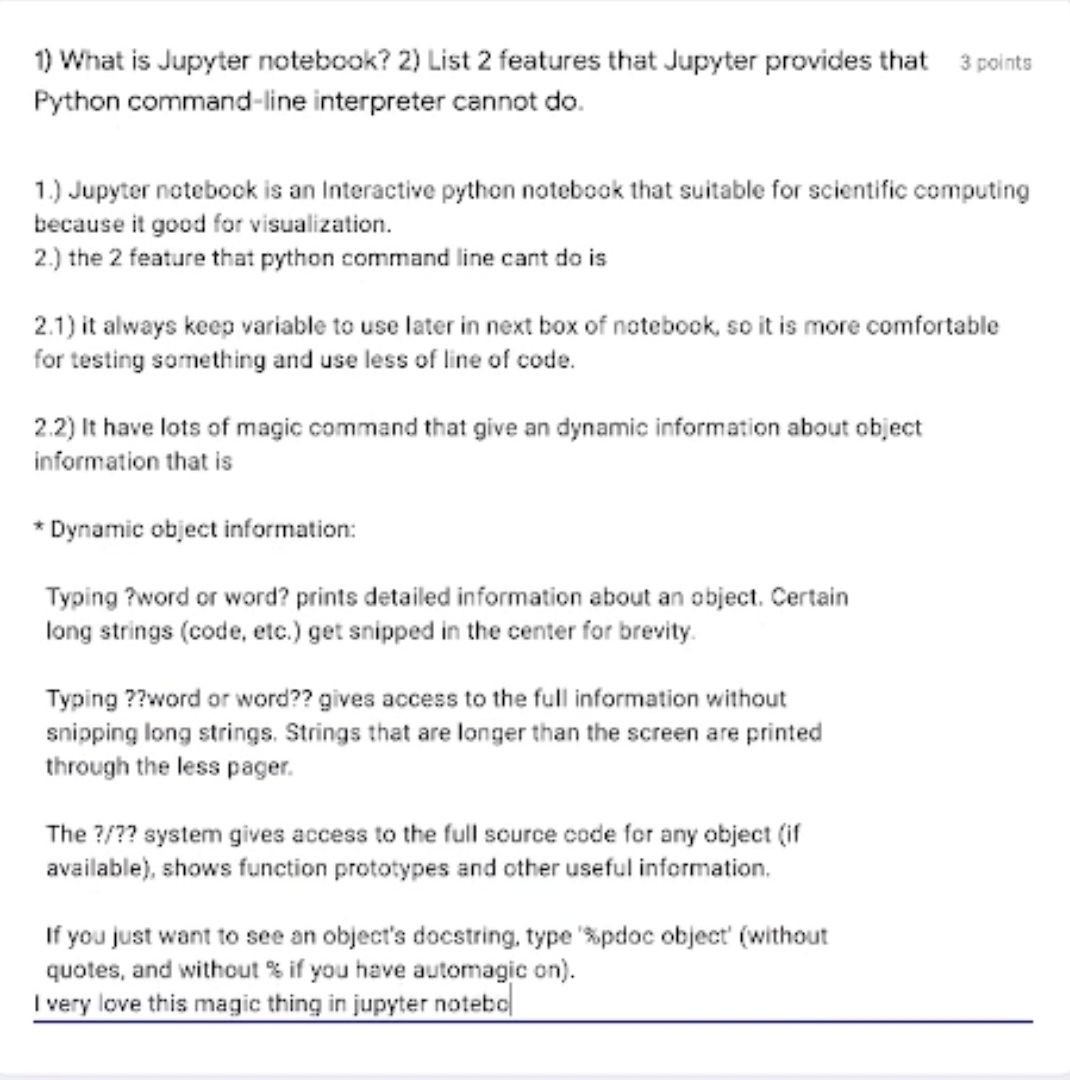 1) What is Jupyter notebook? 2) List 2 features that Jupyter provides that
3 points
Python command-line interpreter cannot do.
1.) Jupyter notebook is an Interactive python notebook that suitable for scientific computing
because it good for visualization.
2.) the 2 feature that python command line cant do is
2.1) it always keep variable to use later in next box of notebook, so it is more comfortable
for testing something and use less of line of code.
2.2) It have lots of magic command that give an dynamic information about object
information that is
* Dynamic object information:
Typing ?word or word? prints detailed information about an object. Certain
long strings (code, etc.) get snipped in the center for brevity.
Typing ??word or word?? gives access to the full information without
snipping long strings. Strings that are longer than the screen are printed
through the less pager.
The ?/?? system gives access to the full source code for any object (if
available), shows function prototypes and other useful information.
If you just want to see an object's docstring, type '%pdoc object' (without
quotes, and without % if you have automagic on).
I very love this magic thing in jupyter notebo